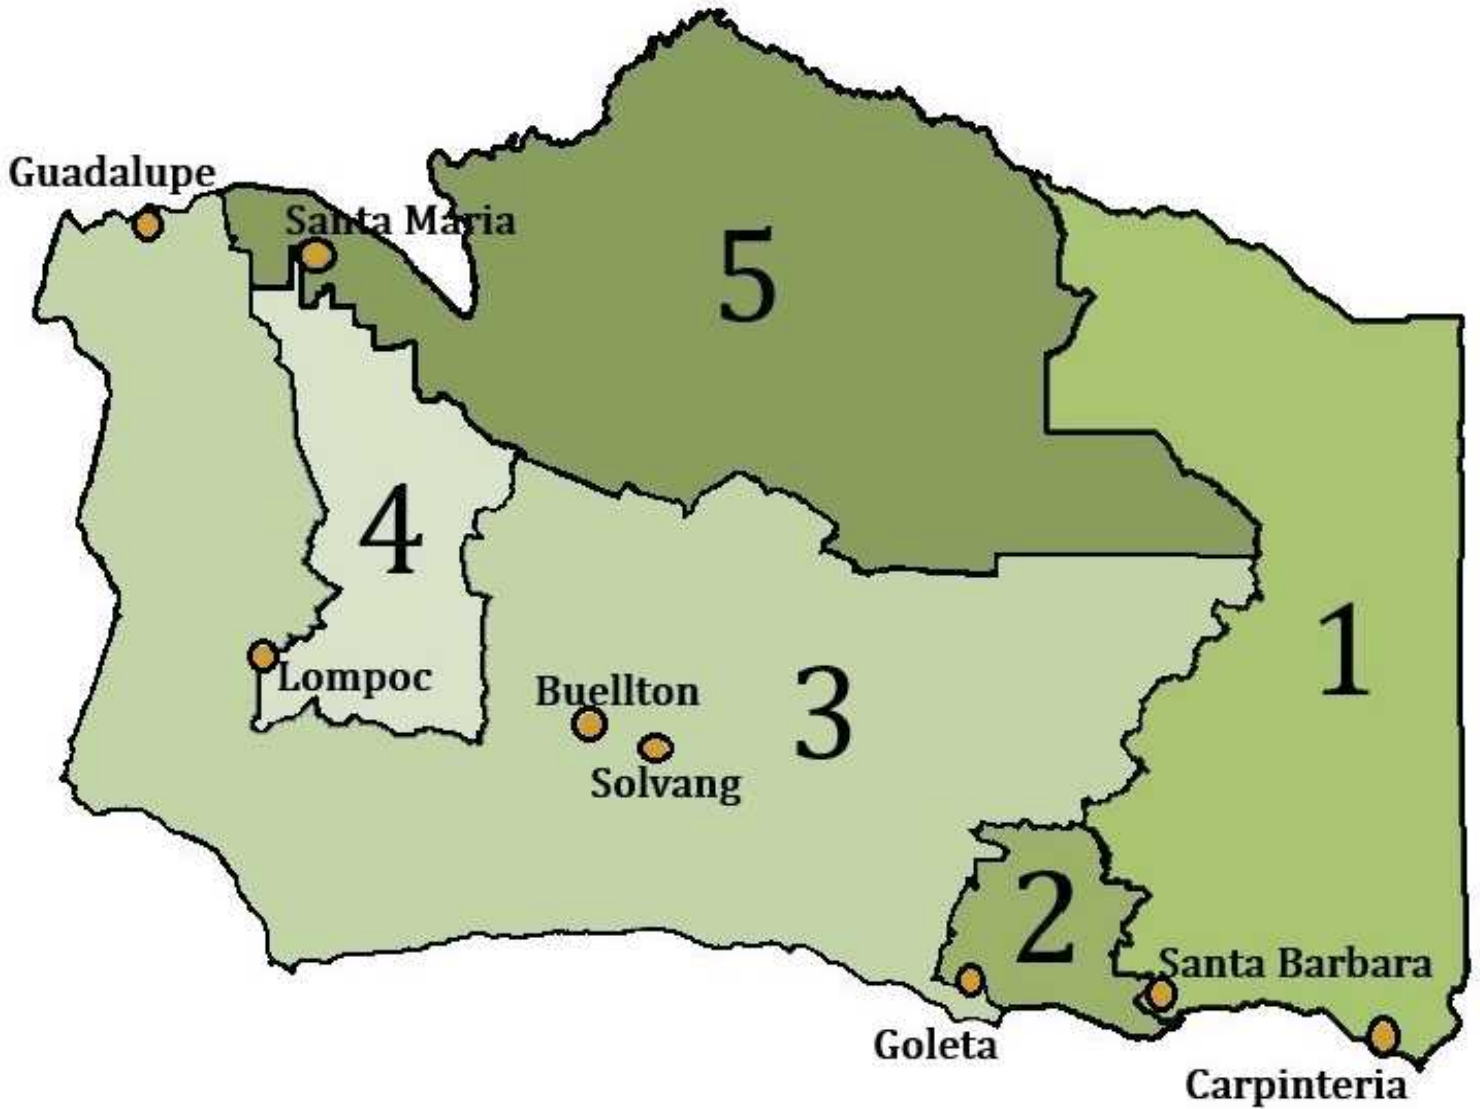 Guadalupe
Santa Maria
5
4
1
Lompoc
Buellton
3
Solvang
2
Santa Barbara
Goleta
Carpinteria